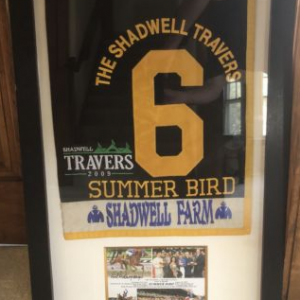 THE SHADWELL TRAVERS
6
SHADWELL
TRAVERS
2009
SUMMER BIRD
SHADWELL FARM